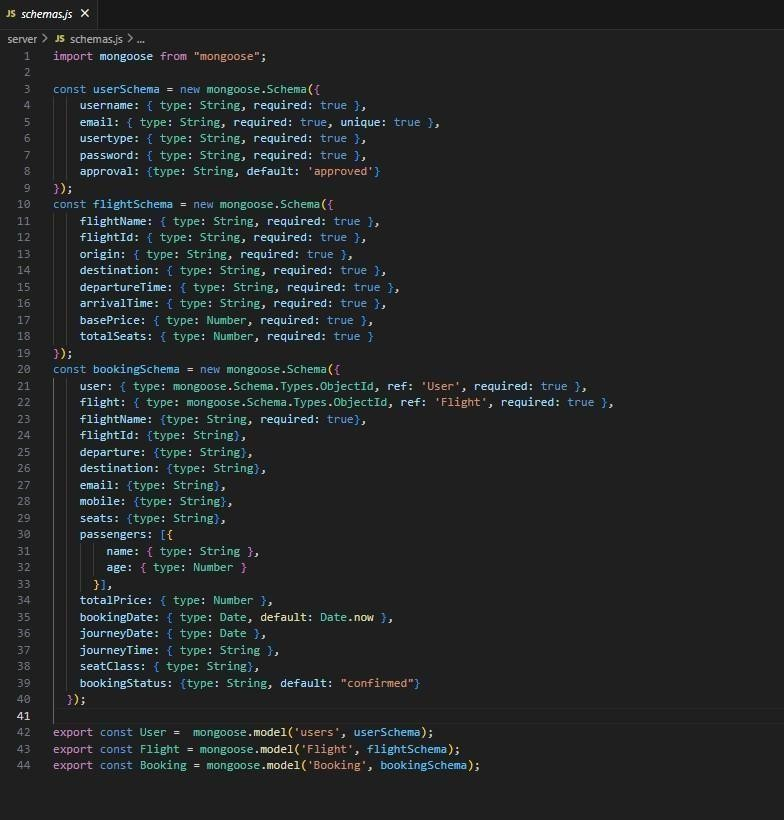 JS schemas.js ×
server > JS schemas.js > ...
1 import mongoose from "mongoose";
2
3 const userSchema = new mongoose.Schema({
4     username: { type: String, required: true },
5     email: { type: String, required: true, unique: true },
6     usertype: { type: String, required: true },
7     password: { type: String, required: true },
8     approval: {type: String, default: 'approved'}
9 });
10 const flightSchema = new mongoose.Schema({
11     flightName: { type: String, required: true },
12     flightId: { type: String, required: true },
13     origin: { type: String, required: true },
14     destination: { type: String, required: true },
15     departureTime: { type: String, required: true },
16     arrivalTime: { type: String, required: true },
17     basePrice: { type: Number, required: true },
18     totalSeats: { type: Number, required: true }
19 });
20 const bookingSchema = new mongoose.Schema({
21     user: { type: mongoose.Schema.Types.ObjectId, ref: 'User', required: true },
22     flight: { type: mongoose.Schema.Types.ObjectId, ref: 'Flight', required: true },
23     flightName: {type: String, required: true},
24     flightId: {type: String},
25     departure: {type: String},
26     destination: {type: String},
27     email: {type: String},
28     mobile: {type: String},
29     seats: {type: String},
30     passengers: [{
31         name: { type: String },
32         age: { type: Number }
33       }],
34     totalPrice: { type: Number },
35     bookingDate: { type: Date, default: Date.now },
36     journeyDate: { type: Date },
37     journeyTime: { type: String },
38     seatClass: { type: String},
39     bookingStatus: {type: String, default: "confirmed"}
40   });
41
42 export const User =  mongoose.model('users', userSchema);
43 export const Flight = mongoose.model('Flight', flightSchema);
44 export const Booking = mongoose.model('Booking', bookingSchema);